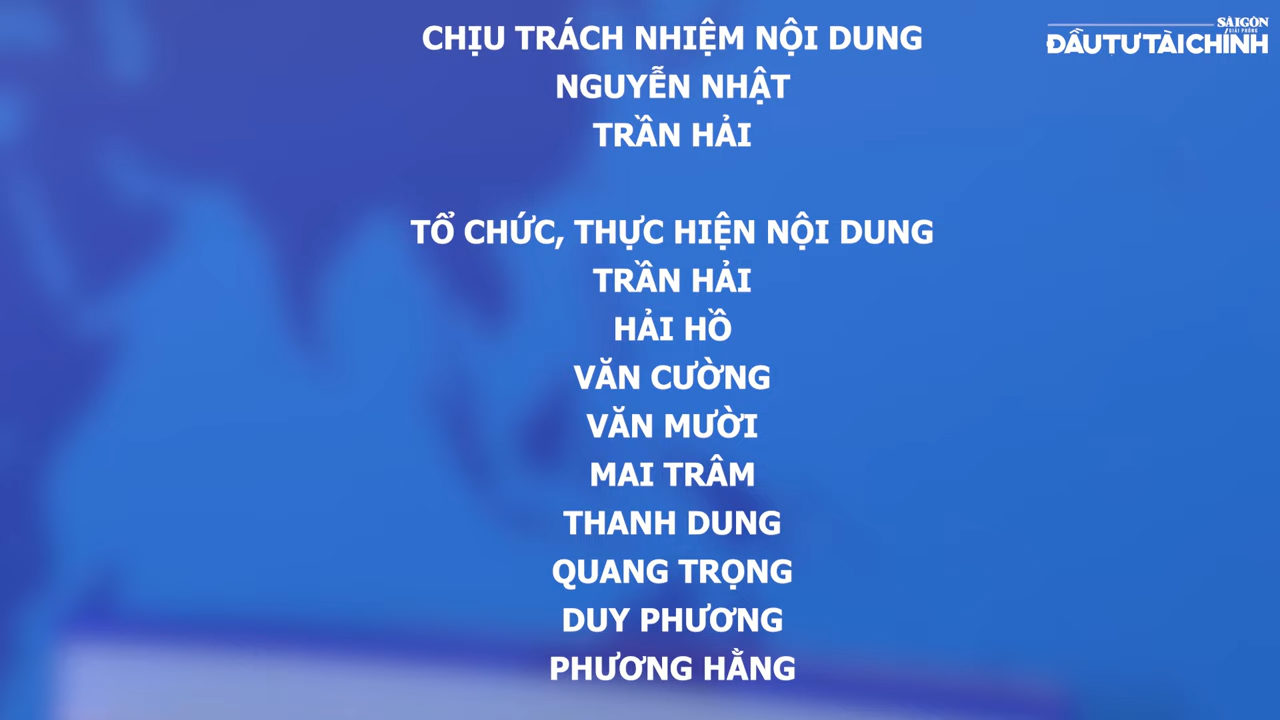 CHỊU TRÁCH NHIỆM NỘI DUNG
NGUYỄN NHẬT
TRẦN HẢI
TỔ CHỨC, THỰC HIỆN NỘI DUNG
TRẦN HẢI
HẢI HỒ
VĂN CƯỜNG
VĂN MƯỜI
MAI TRÂM
THANH DUNG
QUANG TRỌNG
DUY PHƯƠNG
PHƯƠNG HẰNG
SÀI GÒN
GIẢI PHÓNG
ĐẦU TƯ TÀI CHÍNH